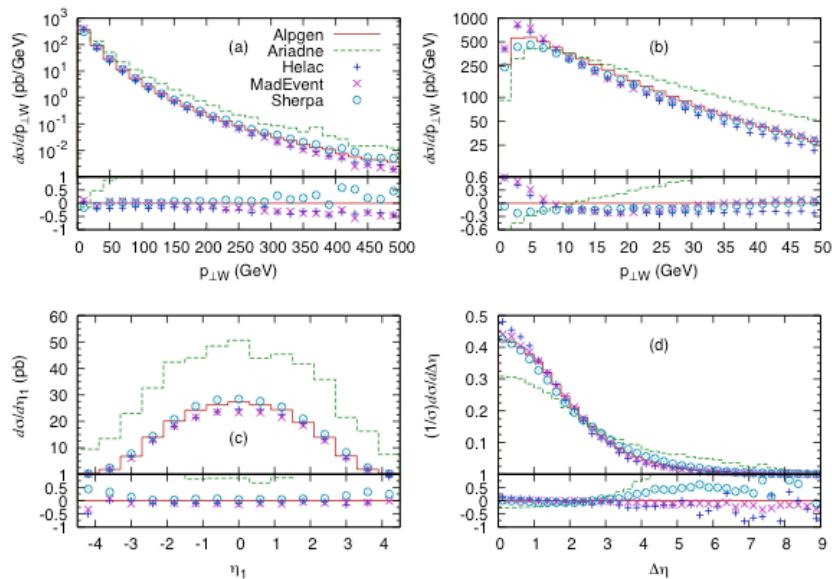 Alpgen
Ariadne
Helac
MadEvent
Sherpa
(a)
dσ/dp⊥W (pb/GeV)
10³
10²
10¹
10⁰
10⁻¹
10⁻²
1
0.5
0
-0.5
-1
0 50 100 150 200 250 300 350 400 450 500
p⊥W (GeV)
(b)
dσ/dp⊥W (pb/GeV)
1000
500
250
100
50
25
0.6
0.3
0
-0.3
-0.6
0 5 10 15 20 25 30 35 40 45 50
p⊥W (GeV)
(c)
dσ/dη₁ (pb)
60
50
40
30
20
10
1
0.5
0
-0.5
-1
-4 -3 -2 -1 0 1 2 3 4
η₁
(d)
(1/σ)dσ/dΔη
0.5
0.4
0.3
0.2
0.1
1
0.5
0
-0.5
-1
0 1 2 3 4 5 6 7 8 9
Δη